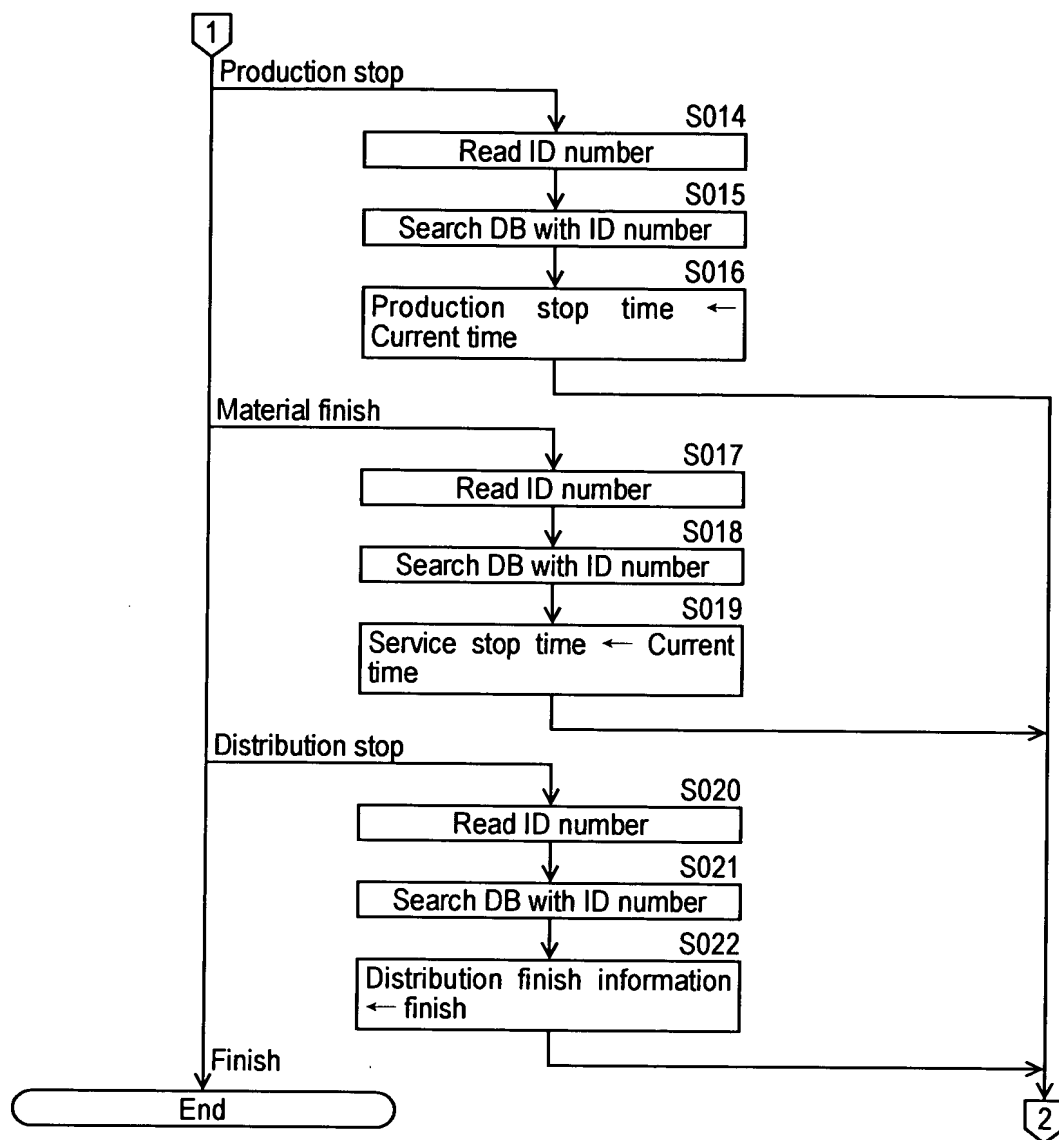 1
Production stop
S014
Read ID number
S015
Search DB with ID number
S016
Production stop time ←
Current time
Material finish
S017
Read ID number
S018
Search DB with ID number
S019
Service stop time ← Current
time
Distribution stop
S020
Read ID number
S021
Search DB with ID number
S022
Distribution finish information
← finish
Finish
End
2